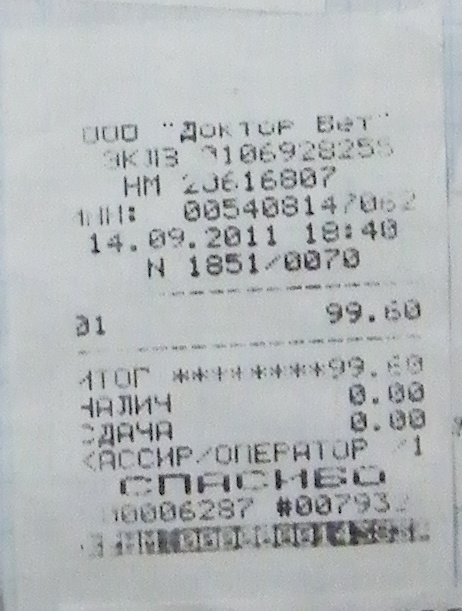 ООО "Доктор Вет"
ЭКЛЗ 3106928255
НМ 20616807
ИНН: 005408147062
14.09.2011 18:40
N 1851/0070
01 99.60
ИТОГ ********99.60
НАЛИЧ 0.00
СДАЧА 0.00
КАССИР/ОПЕРАТОР /1
СПАСИБО
00006287